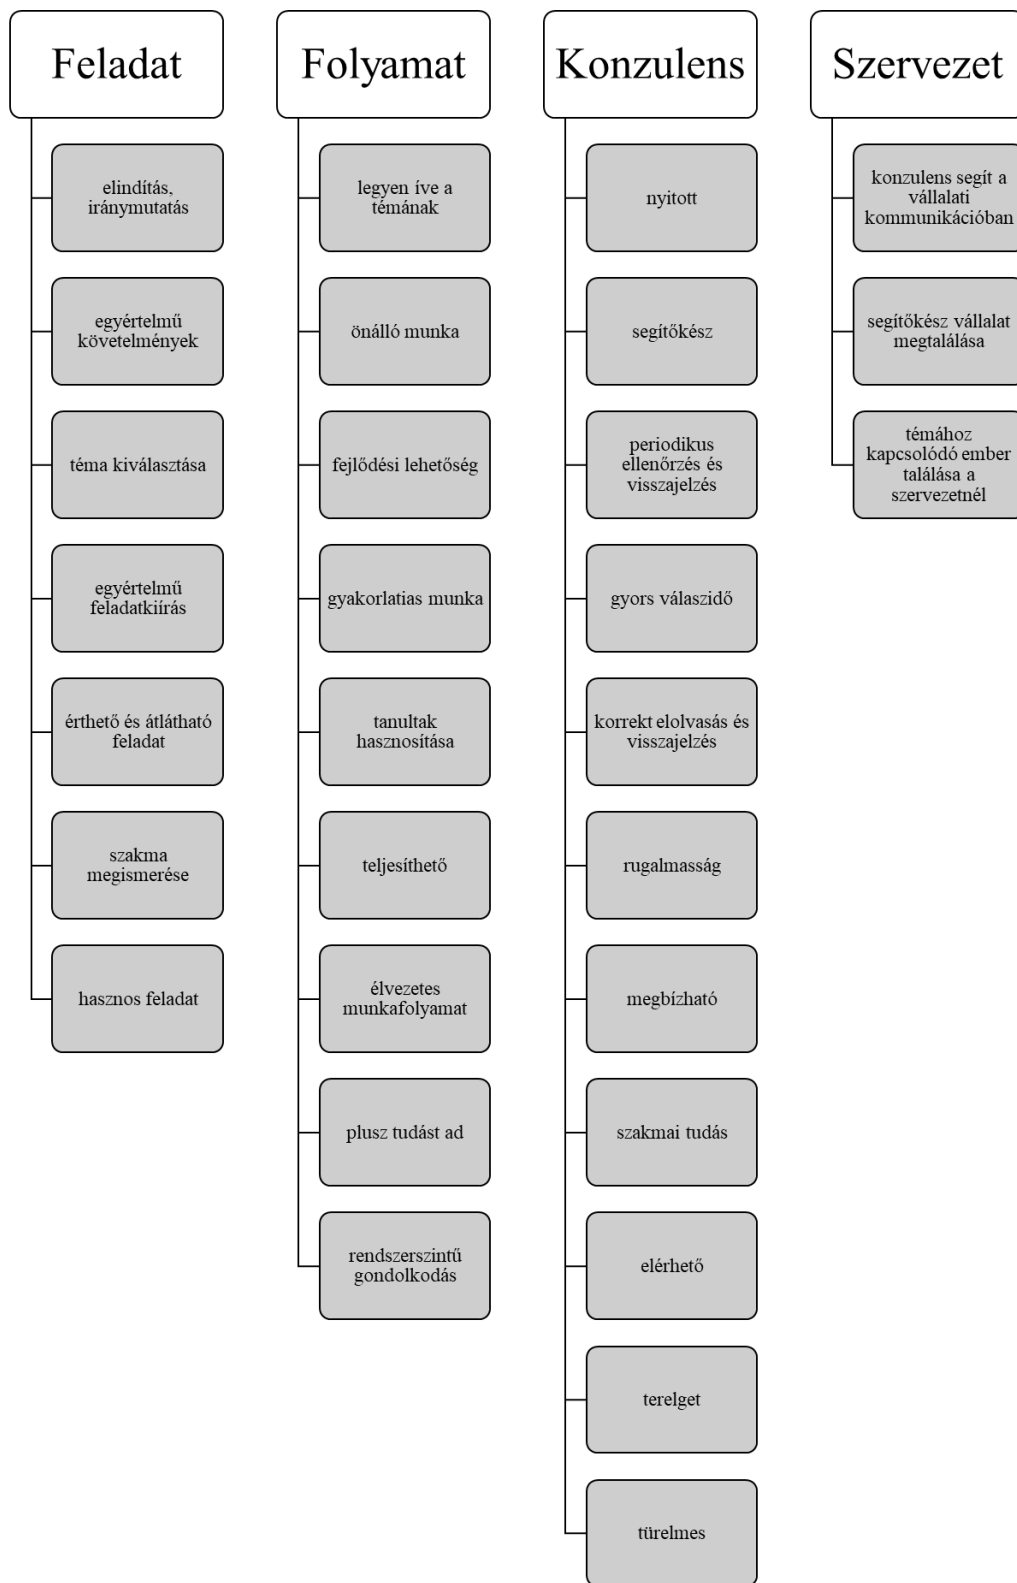 Feladat
elindítás,
iránymutatás
egyértelmű
követelmények
téma kiválasztása
egyértelmű
feladatkiírás
érthető és átlátható
feladat
szakma
megismerése
hasznos feladat
Folyamat
legyen íve a
témának
önálló munka
fejlődési lehetőség
gyakorlatias munka
tanultak
hasznosítása
teljesíthető
élvezetes
munkafolyamat
plusz tudást ad
rendszerszintű
gondolkodás
Konzulens
nyitott
segítőkész
periodikus
ellenőrzés és
visszajelzés
gyors válaszidő
korrekt elolvasás és
visszajelzés
rugalmasság
megbízható
szakmai tudás
elérhető
terelget
türelmes
Szervezet
konzulens segít a
vállalati
kommunikációban
segítőkész vállalat
megtalálása
témához
kapcsolódó ember
találása a
szervezetnél